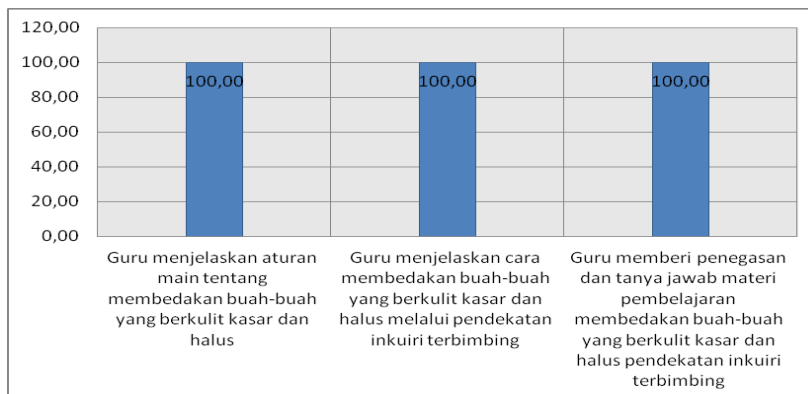 120,00
100,00
80,00
60,00
40,00
20,00
0,00
100,00
100,00
100,00
Guru menjelaskan aturan
main tentang
membedakan buah-buah
yang berkulit kasar dan
halus
Guru menjelaskan cara
membedakan buah-buah
yang berkulit kasar dan
halus melalui pendekatan
inkuiri terbimbing
Guru memberi penegasan
dan tanya jawab materi
pembelajaran
membedakan buah-buah
yang berkulit kasar dan
halus pendekatan inkuiri
terbimbing